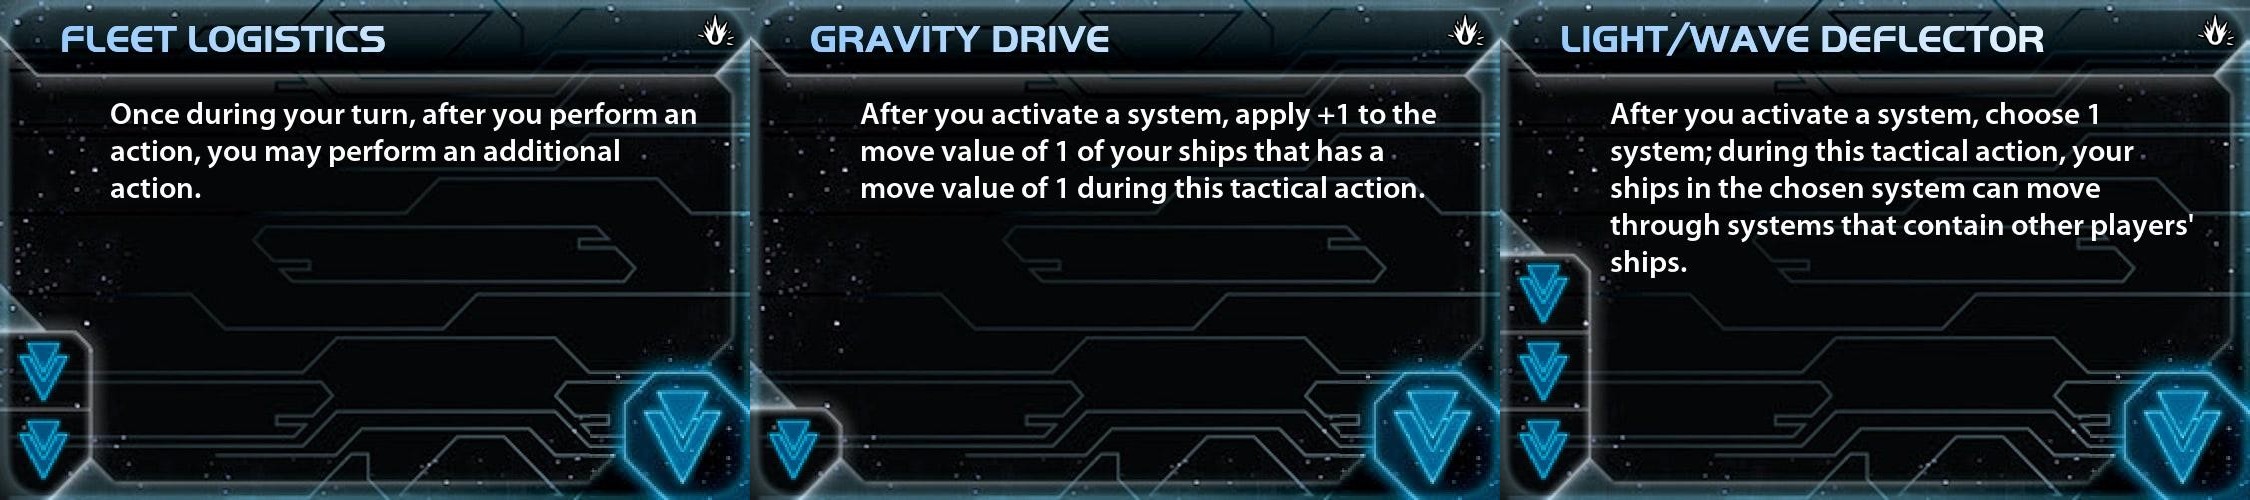 FLEET LOGISTICS
Once during your turn, after you perform an
action, you may perform an additional
action.
GRAVITY DRIVE
After you activate a system, apply +1 to the
move value of 1 of your ships that has a
move value of 1 during this tactical action.
LIGHT/WAVE DEFLECTOR
After you activate a system, choose 1
system; during this tactical action, your
ships in the chosen system can move
through systems that contain other players'
ships.